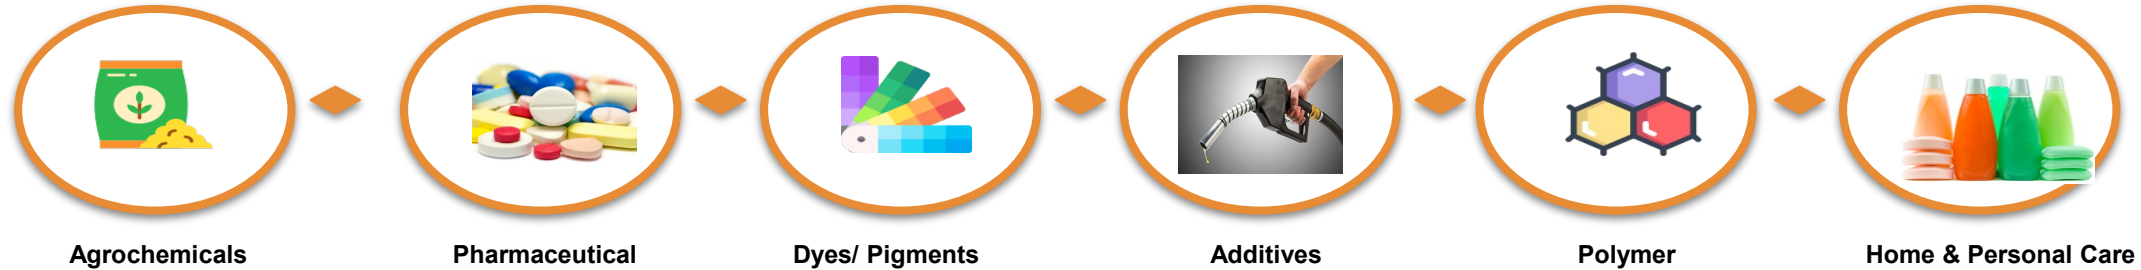 Agrochemicals
Pharmaceutical
Dyes/ Pigments
Additives
Polymer
Home & Personal Care